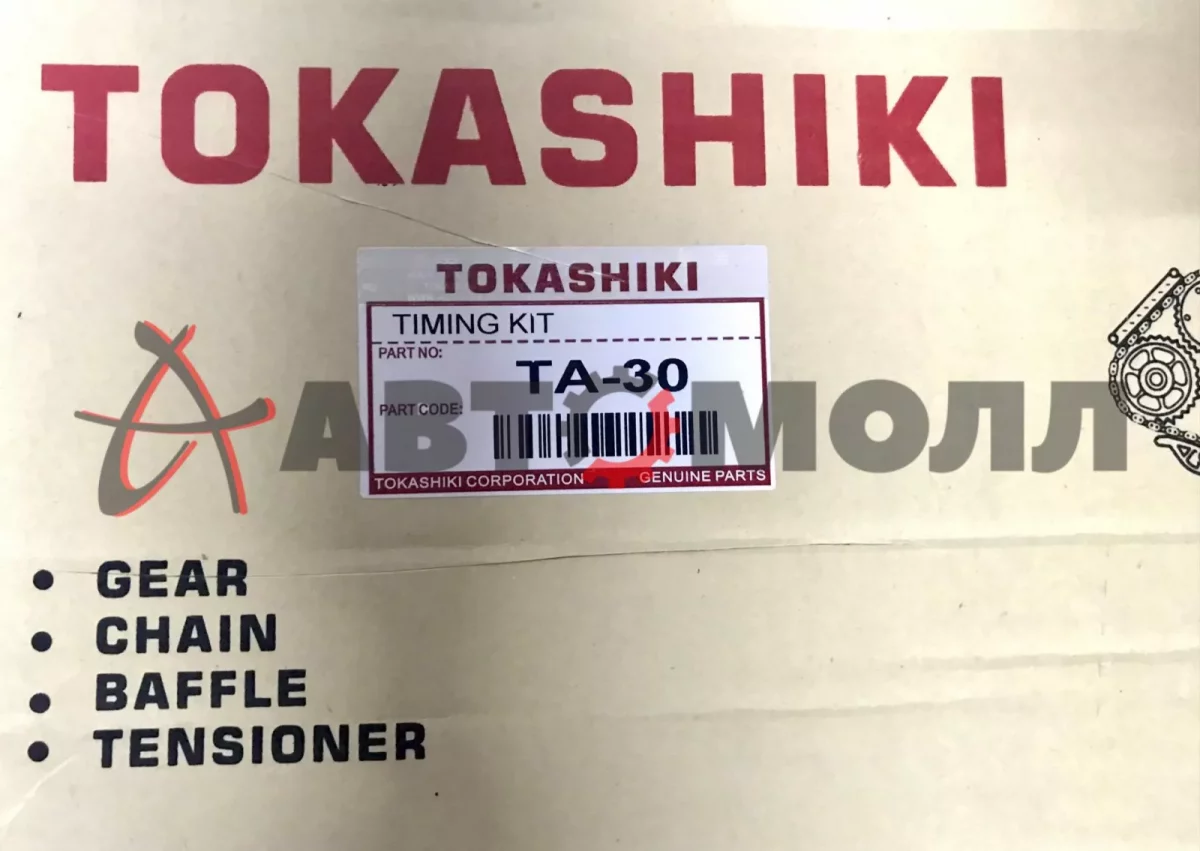 TOKASHIKI
TOKASHIKI
TIMING KIT
PART NO:
TA-30
PART CODE:
АВТОМОЛЛ
TOKASHIKI CORPORATION GENUINE PARTS
• GEAR
• CHAIN
• BAFFLE
• TENSIONER